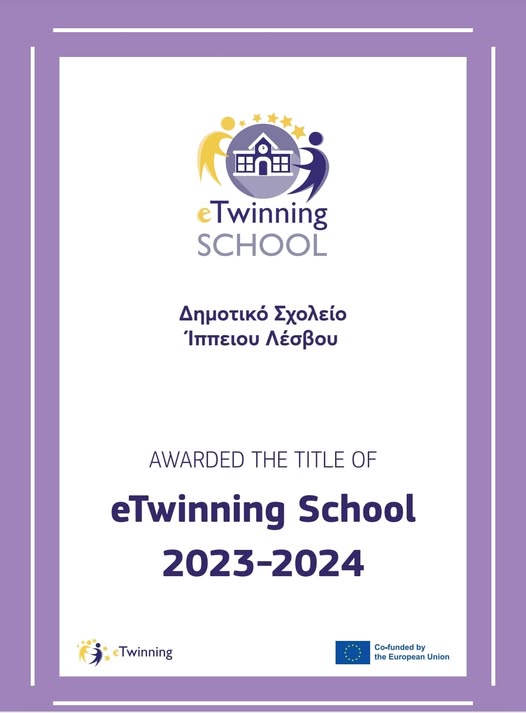 eTwinning
SCHOOL
Δημοτικό Σχολείο
Ίππειου Λέσβου
AWARDED THE TITLE OF
eTwinning School
2023-2024
eTwinning
Co-funded by
the European Union